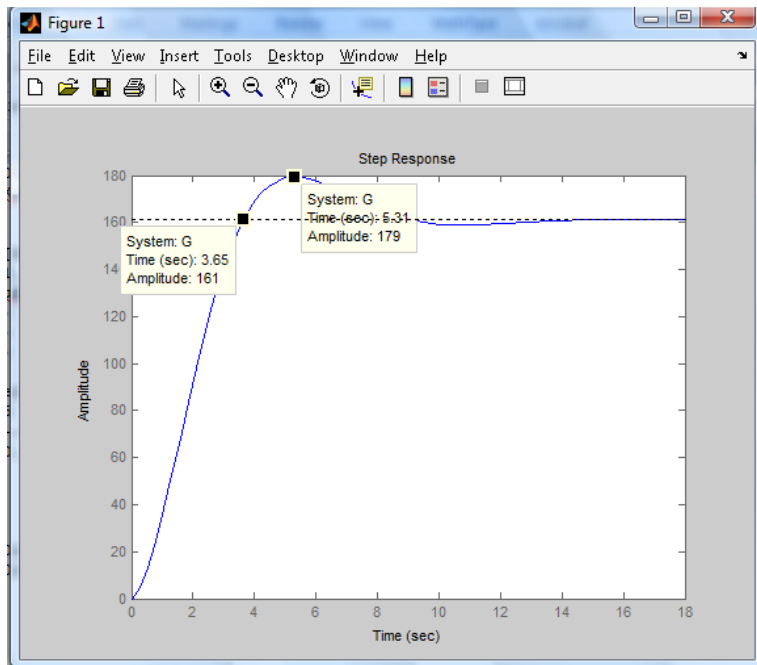 Figure 1
File Edit View Insert Tools Desktop Window Help
Step Response
180
160
14
120
100
80
60
40
20
0
Amplitude
System: G
Time (sec): 5.31
Amplitude: 179
System: G
Time (sec): 3.65
Amplitude: 161
0 2 4 6 8 10 12 14 16 18
Time (sec)